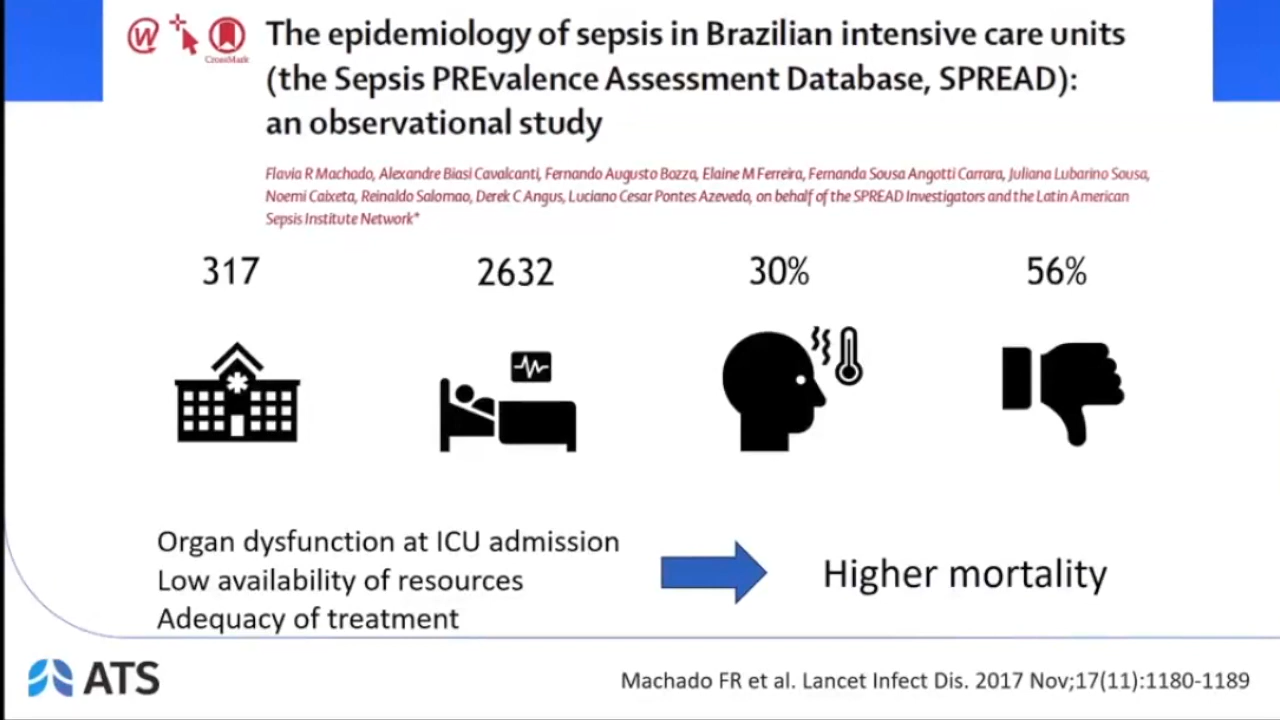 The epidemiology of sepsis in Brazilian intensive care units
(the Sepsis PREvalence Assessment Database, SPREAD):
an observational study
CrossMark
Flavia R Machado, Alexandre Biasi Cavalcanti, Fernando Augusto Bozza, Elaine M Ferreira, Fernanda Sousa Angotti Carrara, Juliana Lubarino Sousa,
Noemi Caixeta, Reinaldo Salomao, Derek C Angus, Luciano Cesar Pontes Azevedo, on behalf of the SPREAD Investigators and the Latin American
Sepsis Institute Network*
317
2632
30%
56%
Organ dysfunction at ICU admission
Low availability of resources
Adequacy of treatment
Higher mortality
ATS
Machado FR et al. Lancet Infect Dis. 2017 Nov;17(11):1180-1189